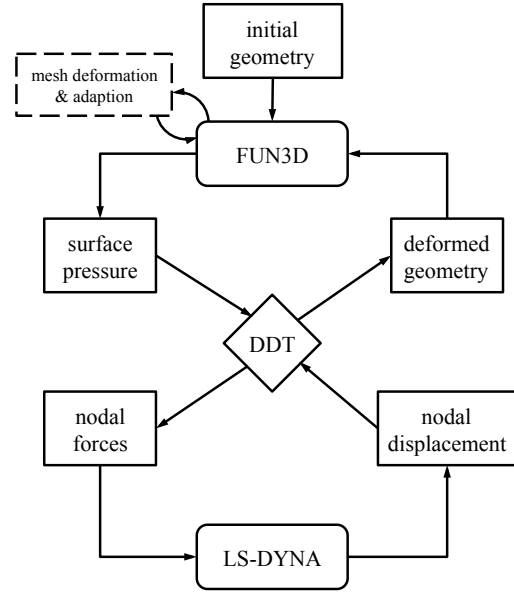 initial
geometry
mesh deformation
& adaption
FUN3D
surface
pressure
deformed
geometry
DDT
nodal
forces
nodal
displacement
LS-DYNA